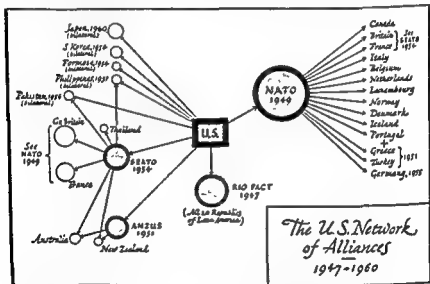 Japan, 1960
(bilateral)
S. Korea, 1954
(bilateral)
Formosa, 1954
(bilateral)
Philippines, 1951
(bilateral)
Pakistan, 1954
(bilateral)
Thailand
Gt. Britain
See
NATO
1949
France
SEATO
1954
ANZUS
1951
Australia
New Zealand
U.S.
RIO PACT
1947
(All 20 Republics
of Latin America)
NATO
1949
Canada
Britain
France
See
SEATO
1954
Italy
Belgium
Netherlands
Luxemburg
Norway
Denmark
Iceland
Portugal
+
Greece
Turkey
1951
Germany, 1955
The U.S. Network
of Alliances
1947-1960